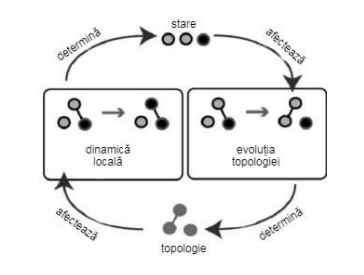 stare
determină
afectează
dinamică
locală
evoluția
topologiei
afectează
determină
topologie